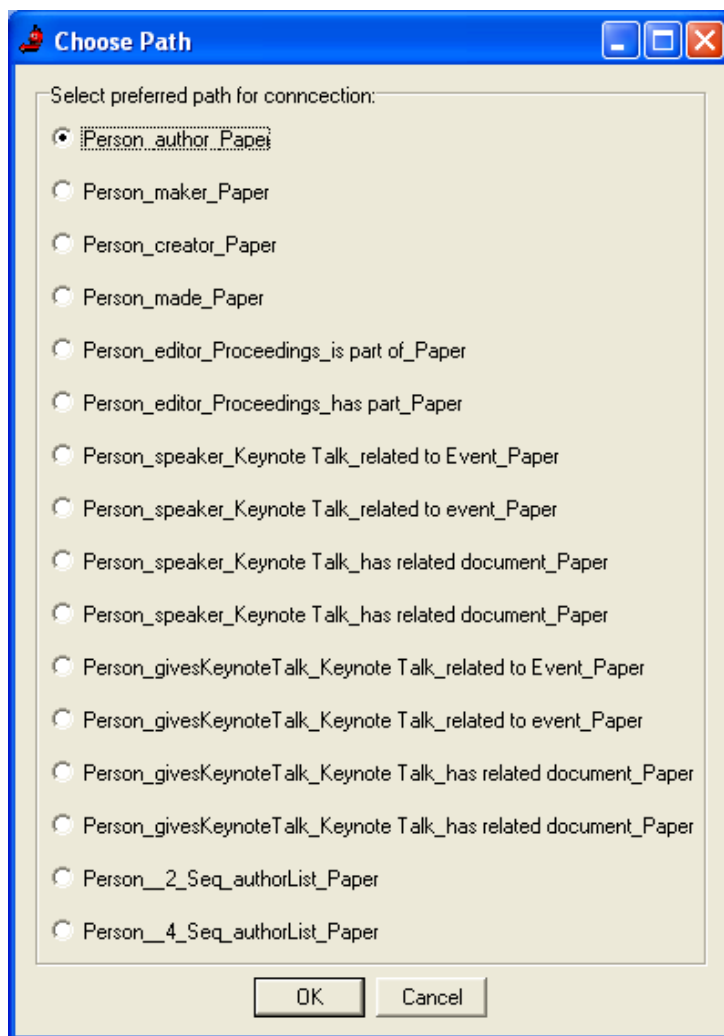 Choose Path
Select preferred path for conncection:
Person_author_Paper
Person_maker_Paper
Person_creator_Paper
Person_made_Paper
Person_editor_Proceedings_is part of_Paper
Person_editor_Proceedings_has part_Paper
Person_speaker_Keynote Talk_related to Event_Paper
Person_speaker_Keynote Talk_related to event_Paper
Person_speaker_Keynote Talk_has related document_Paper
Person_speaker_Keynote Talk_has related document_Paper
Person_givesKeynoteTalk_Keynote Talk_related to Event_Paper
Person_givesKeynoteTalk_Keynote Talk_related to event_Paper
Person_givesKeynoteTalk_Keynote Talk_has related document_Paper
Person_givesKeynoteTalk_Keynote Talk_has related document_Paper
Person__2_Seq_authorList_Paper
Person__4_Seq_authorList_Paper
OK Cancel